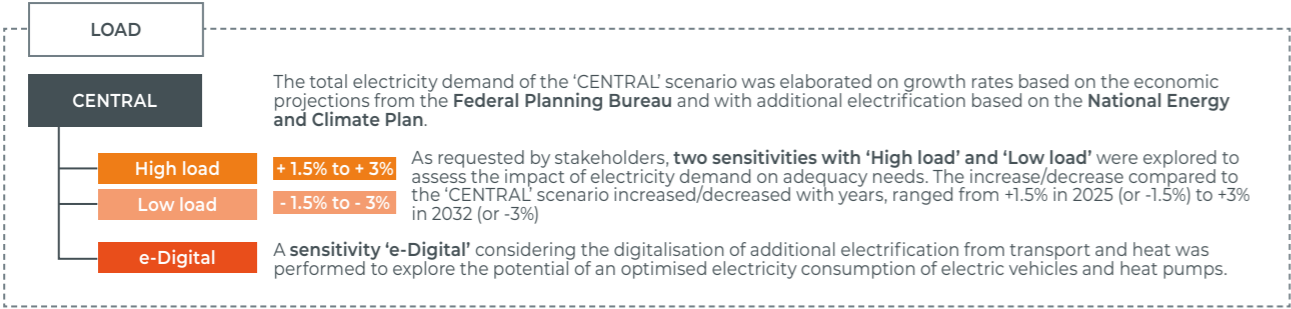 LOAD
CENTRAL
The total electricity demand of the ‘CENTRAL’ scenario was elaborated on growth rates based on the economic
projections from the Federal Planning Bureau and with additional electrification based on the National Energy
and Climate Plan.
High load
+ 1.5% to + 3%
Low load
- 1.5% to - 3%
As requested by stakeholders, two sensitivities with ‘High load’ and ‘Low load’ were explored to
assess the impact of electricity demand on adequacy needs. The increase/decrease compared to
the ‘CENTRAL’ scenario increased/decreased with years, ranged from +1.5% in 2025 (or -1.5%) to +3%
in 2032 (or -3%)
e-Digital
A sensitivity ‘e-Digital’ considering the digitalisation of additional electrification from transport and heat was
performed to explore the potential of an optimised electricity consumption of electric vehicles and heat pumps.